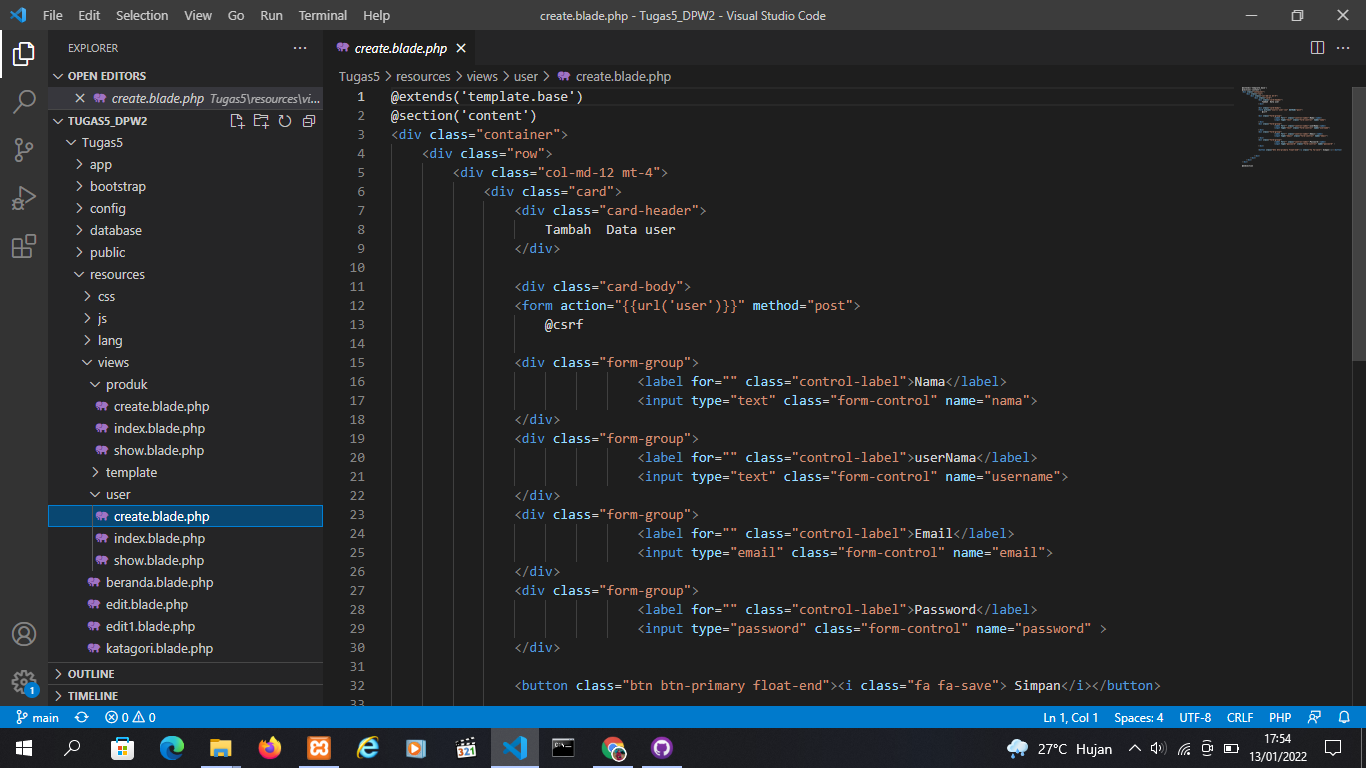 File Edit Selection View Go Run Terminal Help
create.blade.php - Tugas5_DPW2 - Visual Studio Code
EXPLORER
OPEN EDITORS
create.blade.php Tugas5\resources\vi...
TUGAS5_DPW2
Tugas5
app
bootstrap
config
database
public
resources
css
js
lang
views
produk
create.blade.php
index.blade.php
show.blade.php
template
user
create.blade.php
index.blade.php
show.blade.php
beranda.blade.php
edit.blade.php
edit1.blade.php
katagori.blade.php
OUTLINE
TIMELINE
1
create.blade.php
Tugas5 > resources > views > user > create.blade.php
1 @extends('template.base')
2 @section('content')
3 <div class="container">
4 <div class="row">
5 <div class="col-md-12 mt-4">
6 <div class="card">
7 <div class="card-header">
8 Tambah  Data user
9 </div>
10
11 <div class="card-body">
12 <form action="{{url('user')}}" method="post">
13 @csrf
14
15 <div class="form-group">
16 <label for="" class="control-label">Nama</label>
17 <input type="text" class="form-control" name="nama">
18 </div>
19 <div class="form-group">
20 <label for="" class="control-label">userNama</label>
21 <input type="text" class="form-control" name="username">
22 </div>
23 <div class="form-group">
24 <label for="" class="control-label">Email</label>
25 <input type="email" class="form-control" name="email">
26 </div>
27 <div class="form-group">
28 <label for="" class="control-label">Password</label>
29 <input type="password" class="form-control" name="password" >
30 </div>
31
32 <button class="btn btn-primary float-end"><i class="fa fa-save"> Simpan</i></button>
33
main 0 0 Ln 1, Col 1 Spaces: 4 UTF-8 CRLF PHP
321
27°C Hujan
17:54
13/01/2022